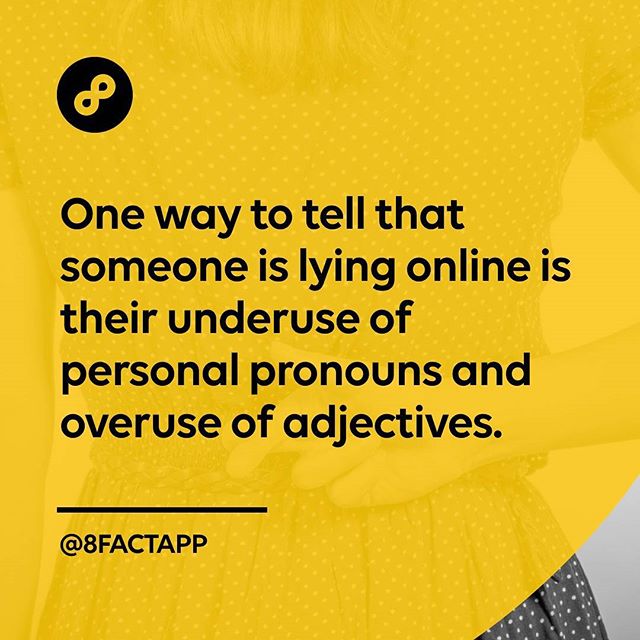 One way to tell that
someone is lying online is
their underuse of
personal pronouns and
overuse of adjectives.
@8FACTAPP